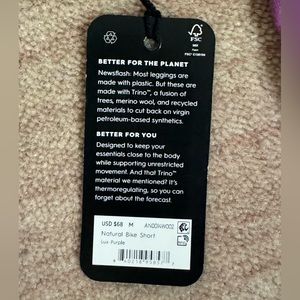 FSC
MIX
BETTER FOR THE PLANET
Newsflash: Most leggings are
made with plastic. But these are
made with Trino™, a fusion of
trees, merino wool, and recycled
materials to cut back on virgin
petroleum-based synthetics.
BETTER FOR YOU
Designed to keep your
essentials close to the body
while supporting unrestricted
movement. And that Trino™
material we mentioned? It's
thermoregulating, so you can
forget about the forecast.
USD $68 M
Natural Bike Short
Lux Purple